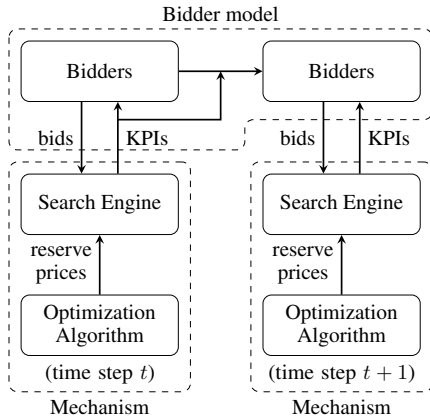 Bidder model
Bidders
Bidders
bids
KPIs
bids
KPIs
Search Engine
Search Engine
reserve
prices
reserve
prices
Optimization
Algorithm
Optimization
Algorithm
(time step t)
(time step t + 1)
Mechanism
Mechanism